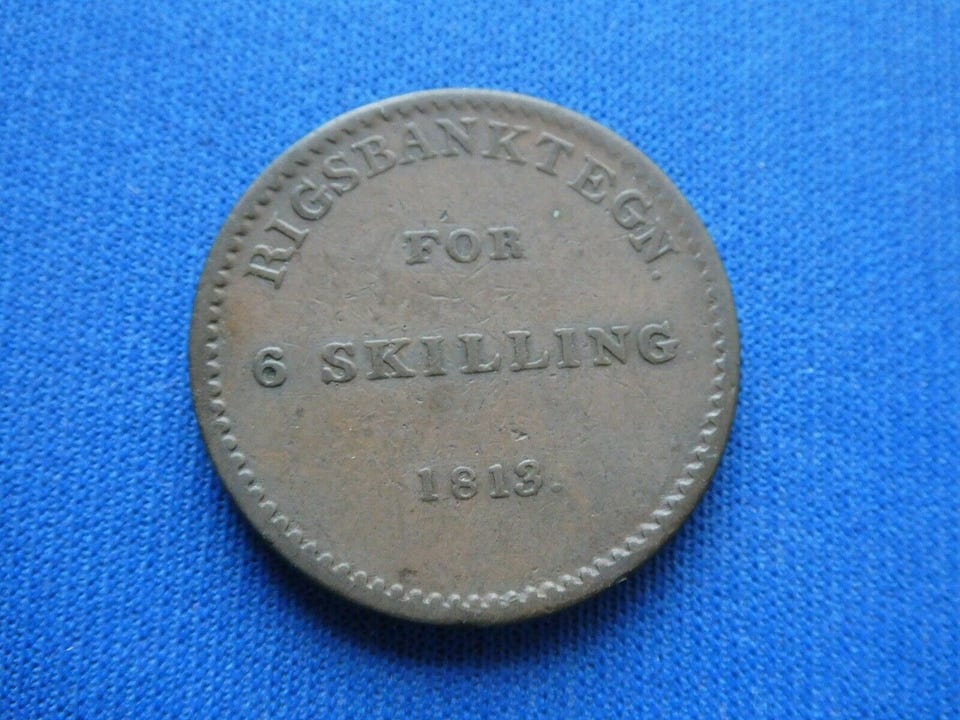 RIGSBANKTEGN.
FOR
6 SKILLING
1813.